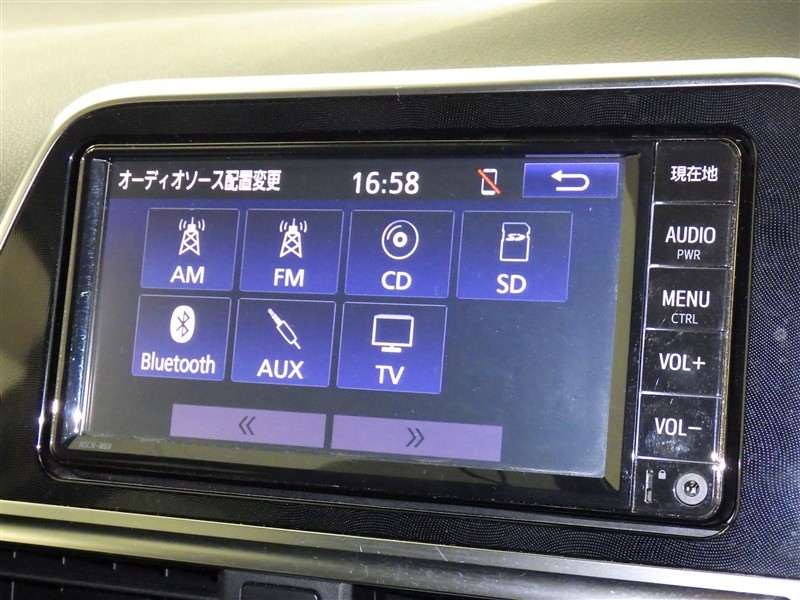 オーディオソース配置変更 16:58
AM FM CD SD
Bluetooth AUX TV
現在地
AUDIO
PWR
MENU
CTRL
VOL+
VOL-